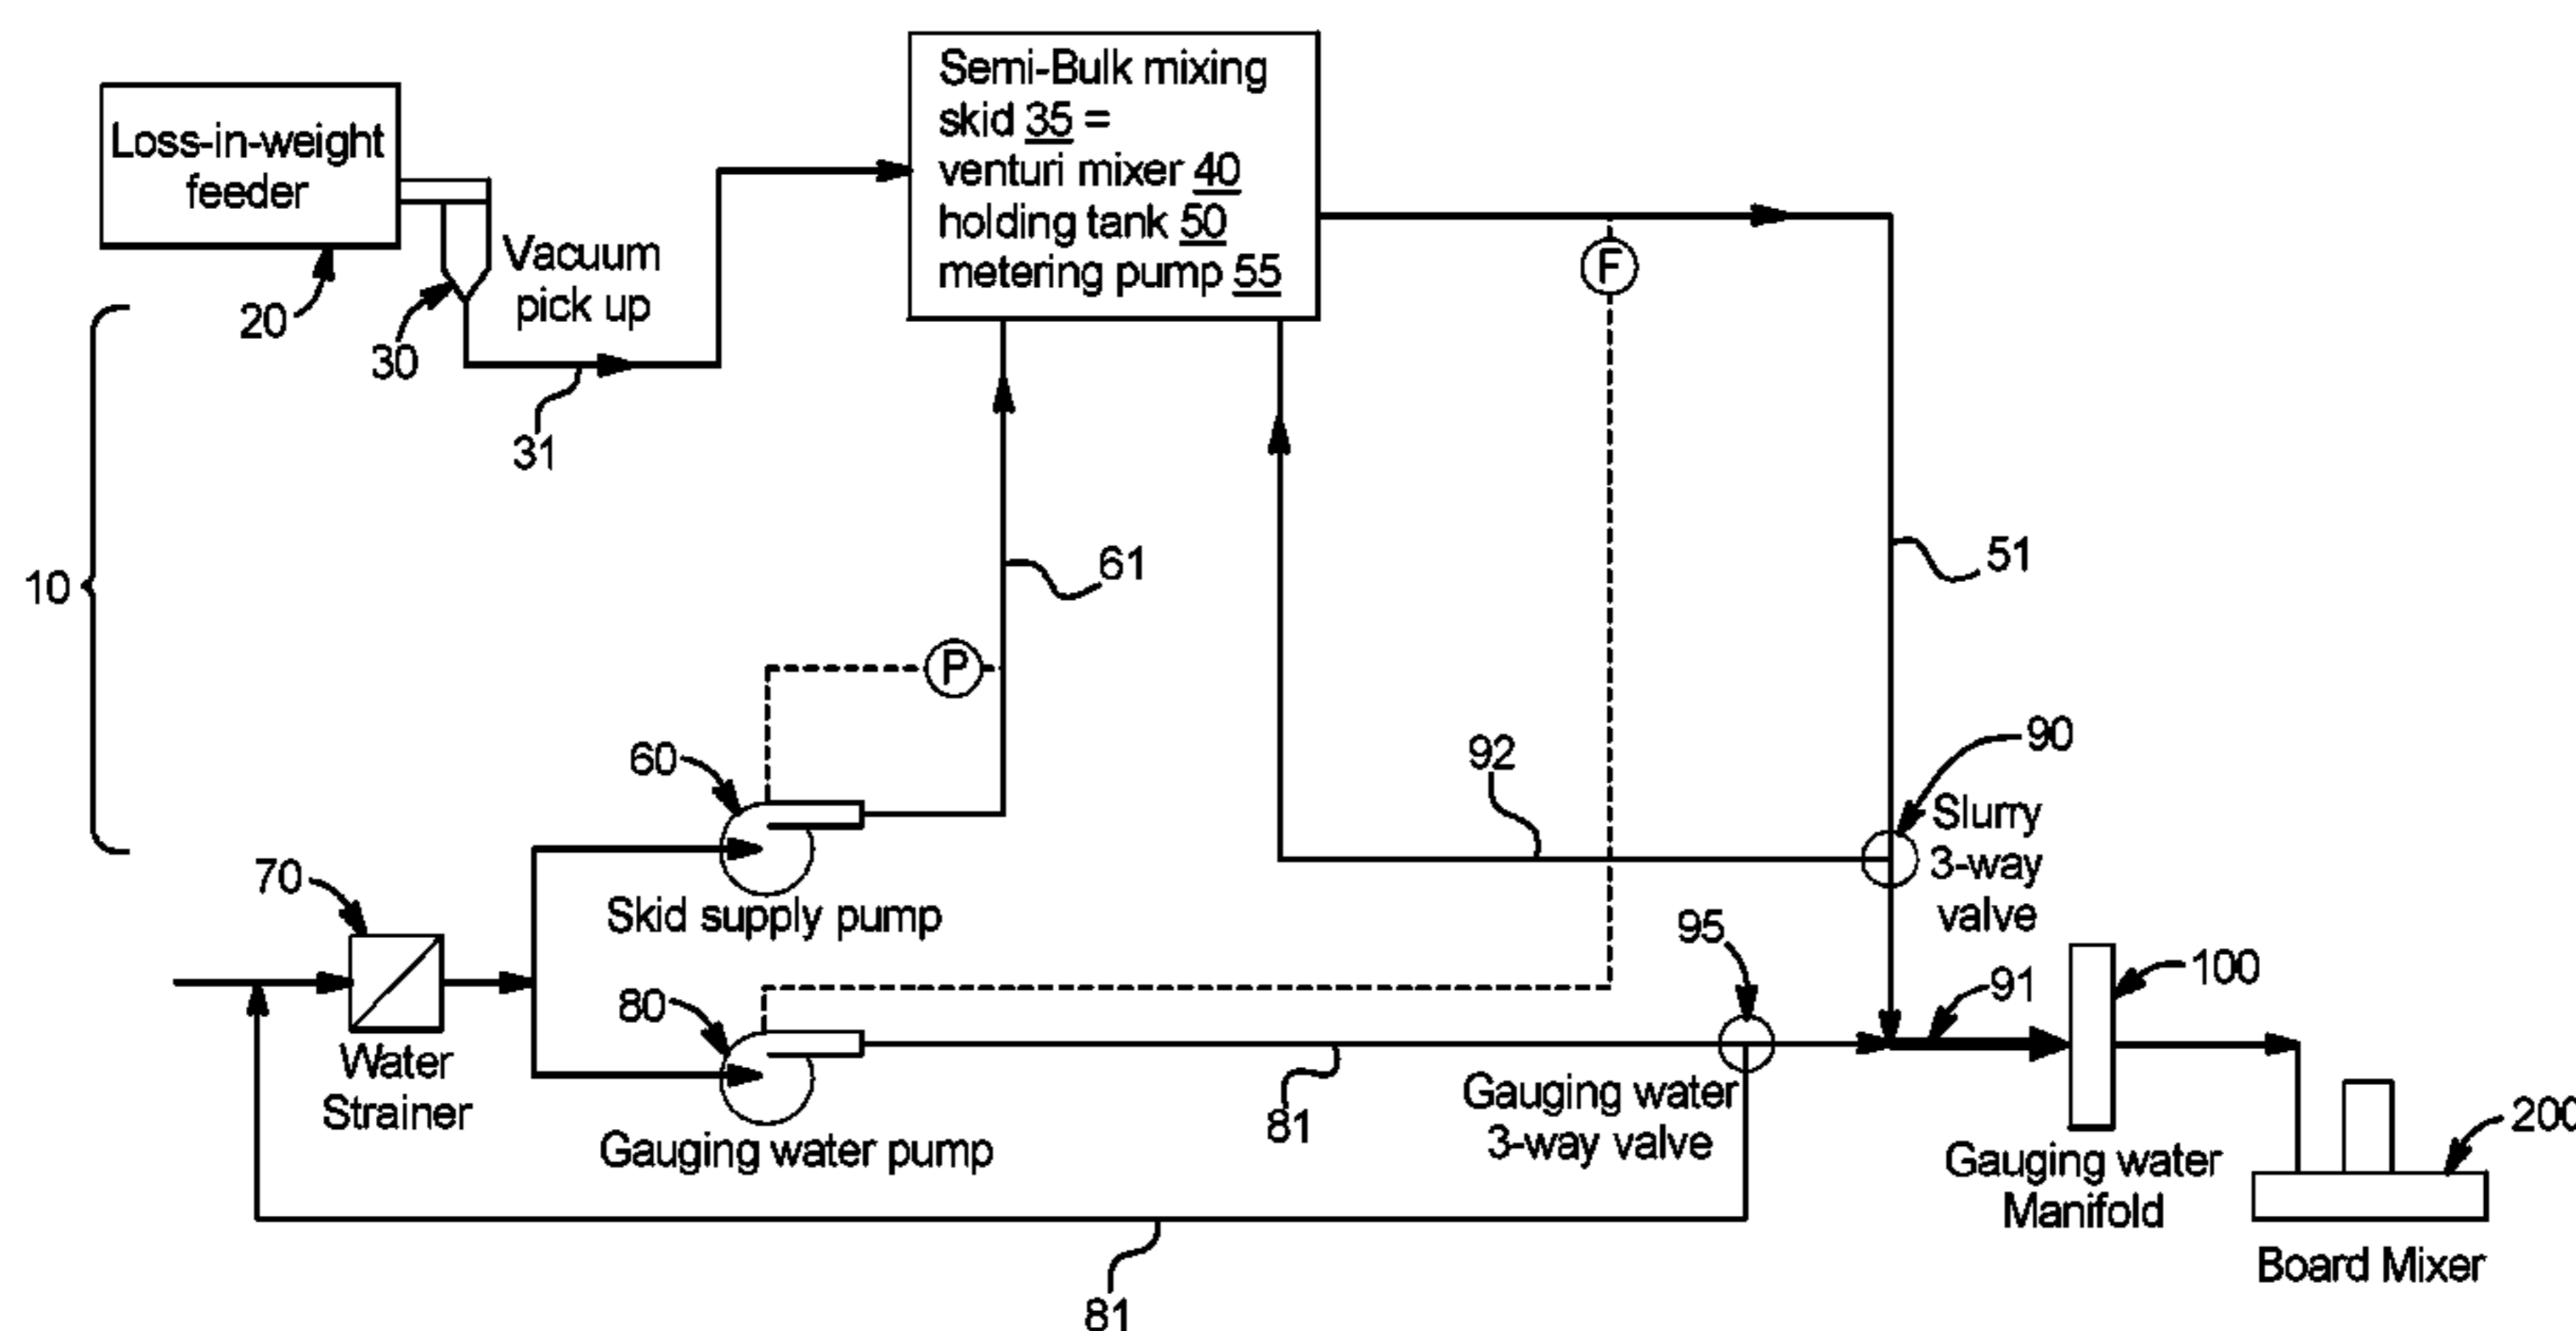 Loss-in-weight
feeder
20
30
Vacuum
pick up
31
Semi-Bulk mixing
skid 35 =
venturi mixer 40
holding tank 50
metering pump 55
F
10
61
51
P
60
92
90
Slurry
3-way
valve
70
Skid supply pump
95
91
100
80
Water
Strainer
Gauging water pump
81
Gauging water
3-way valve
Gauging water
Manifold
200
Board Mixer
81